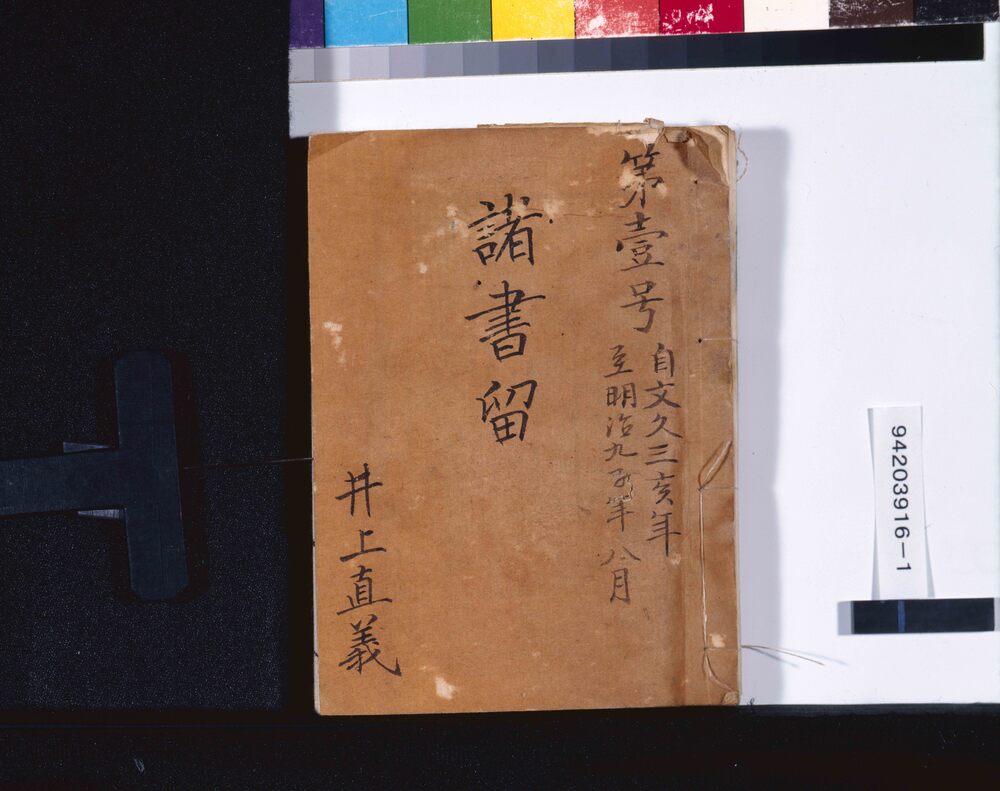 第壹号
自文久三亥年
至明治九子年 八月
諸書留
井上直義
94203916-1